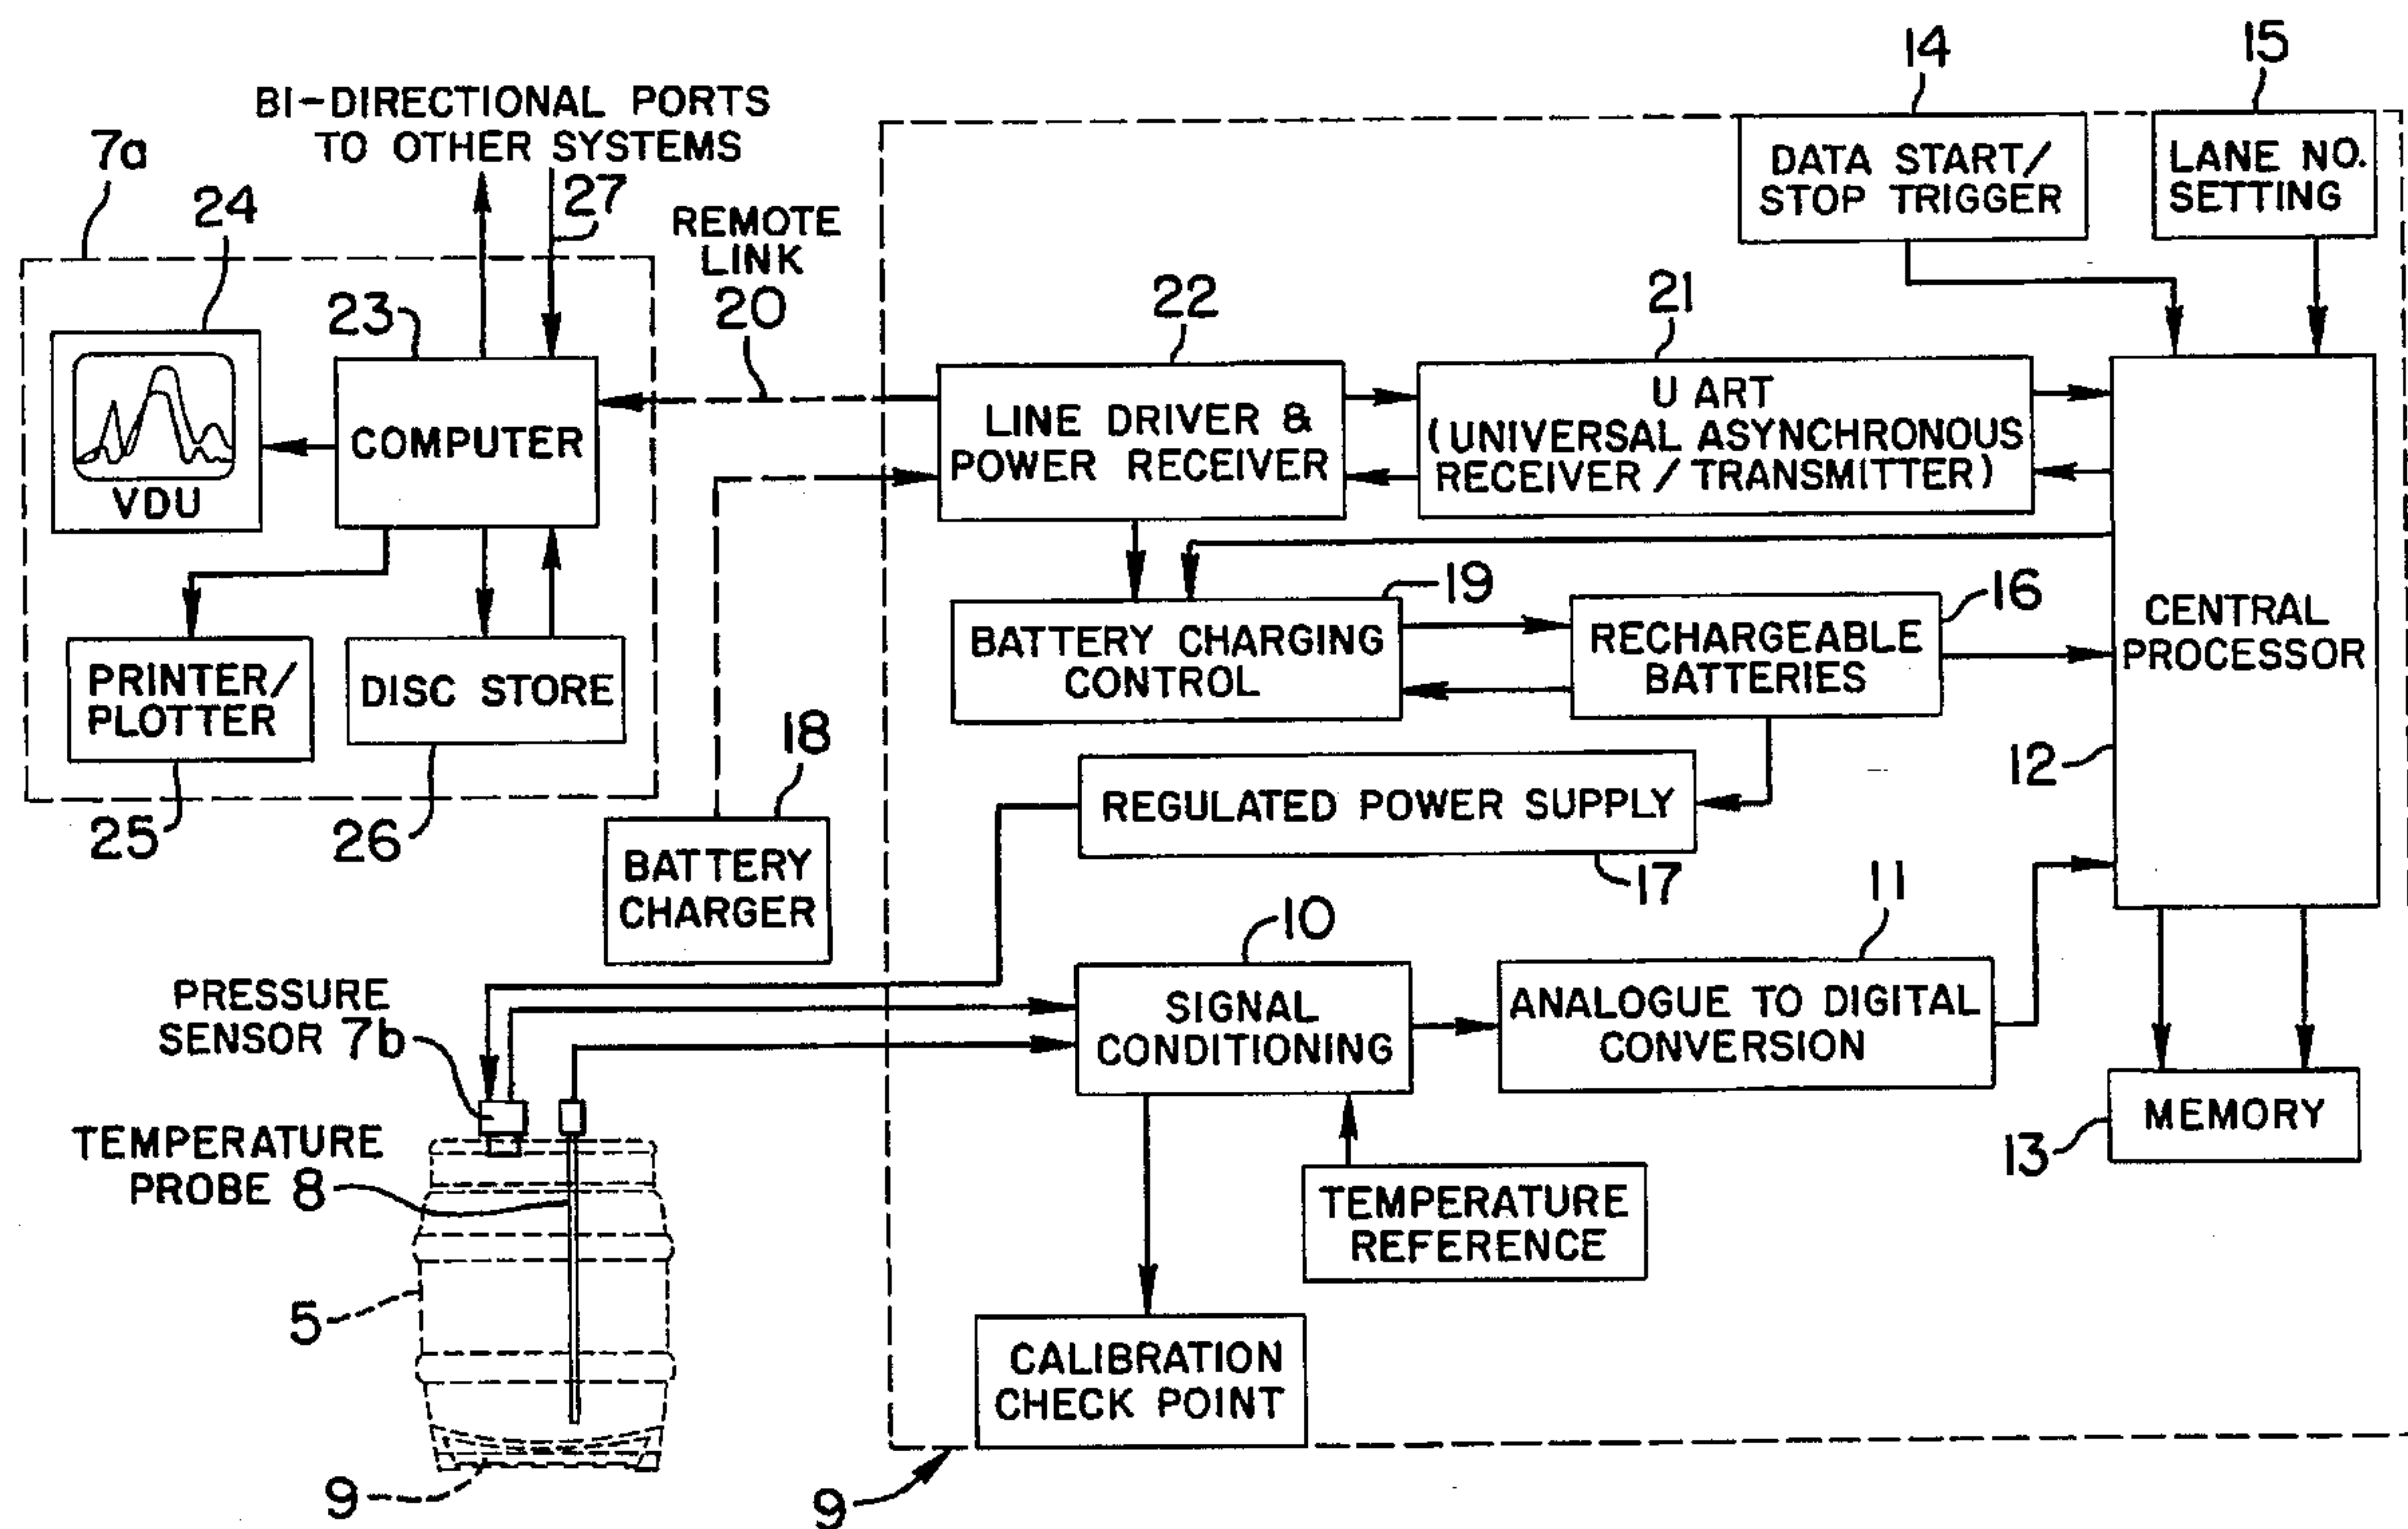 14
15
BI-DIRECTIONAL PORTS
TO OTHER SYSTEMS
7a
24
27
23
REMOTE
LINK
20
DATA START/
STOP TRIGGER
LANE NO.
SETTING
22
21
VDU
COMPUTER
LINE DRIVER &
POWER RECEIVER
U ART
(UNIVERSAL ASYNCHRONOUS
RECEIVER / TRANSMITTER)
19
16
BATTERY CHARGING
CONTROL
RECHARGEABLE
BATTERIES
CENTRAL
PROCESSOR
12
PRINTER/
PLOTTER
DISC STORE
25
26
18
BATTERY
CHARGER
REGULATED POWER SUPPLY
17
10
11
PRESSURE
SENSOR 7b
SIGNAL
CONDITIONING
ANALOGUE TO DIGITAL
CONVERSION
MEMORY
13
TEMPERATURE
PROBE 8
TEMPERATURE
REFERENCE
5
CALIBRATION
CHECK POINT
9
9